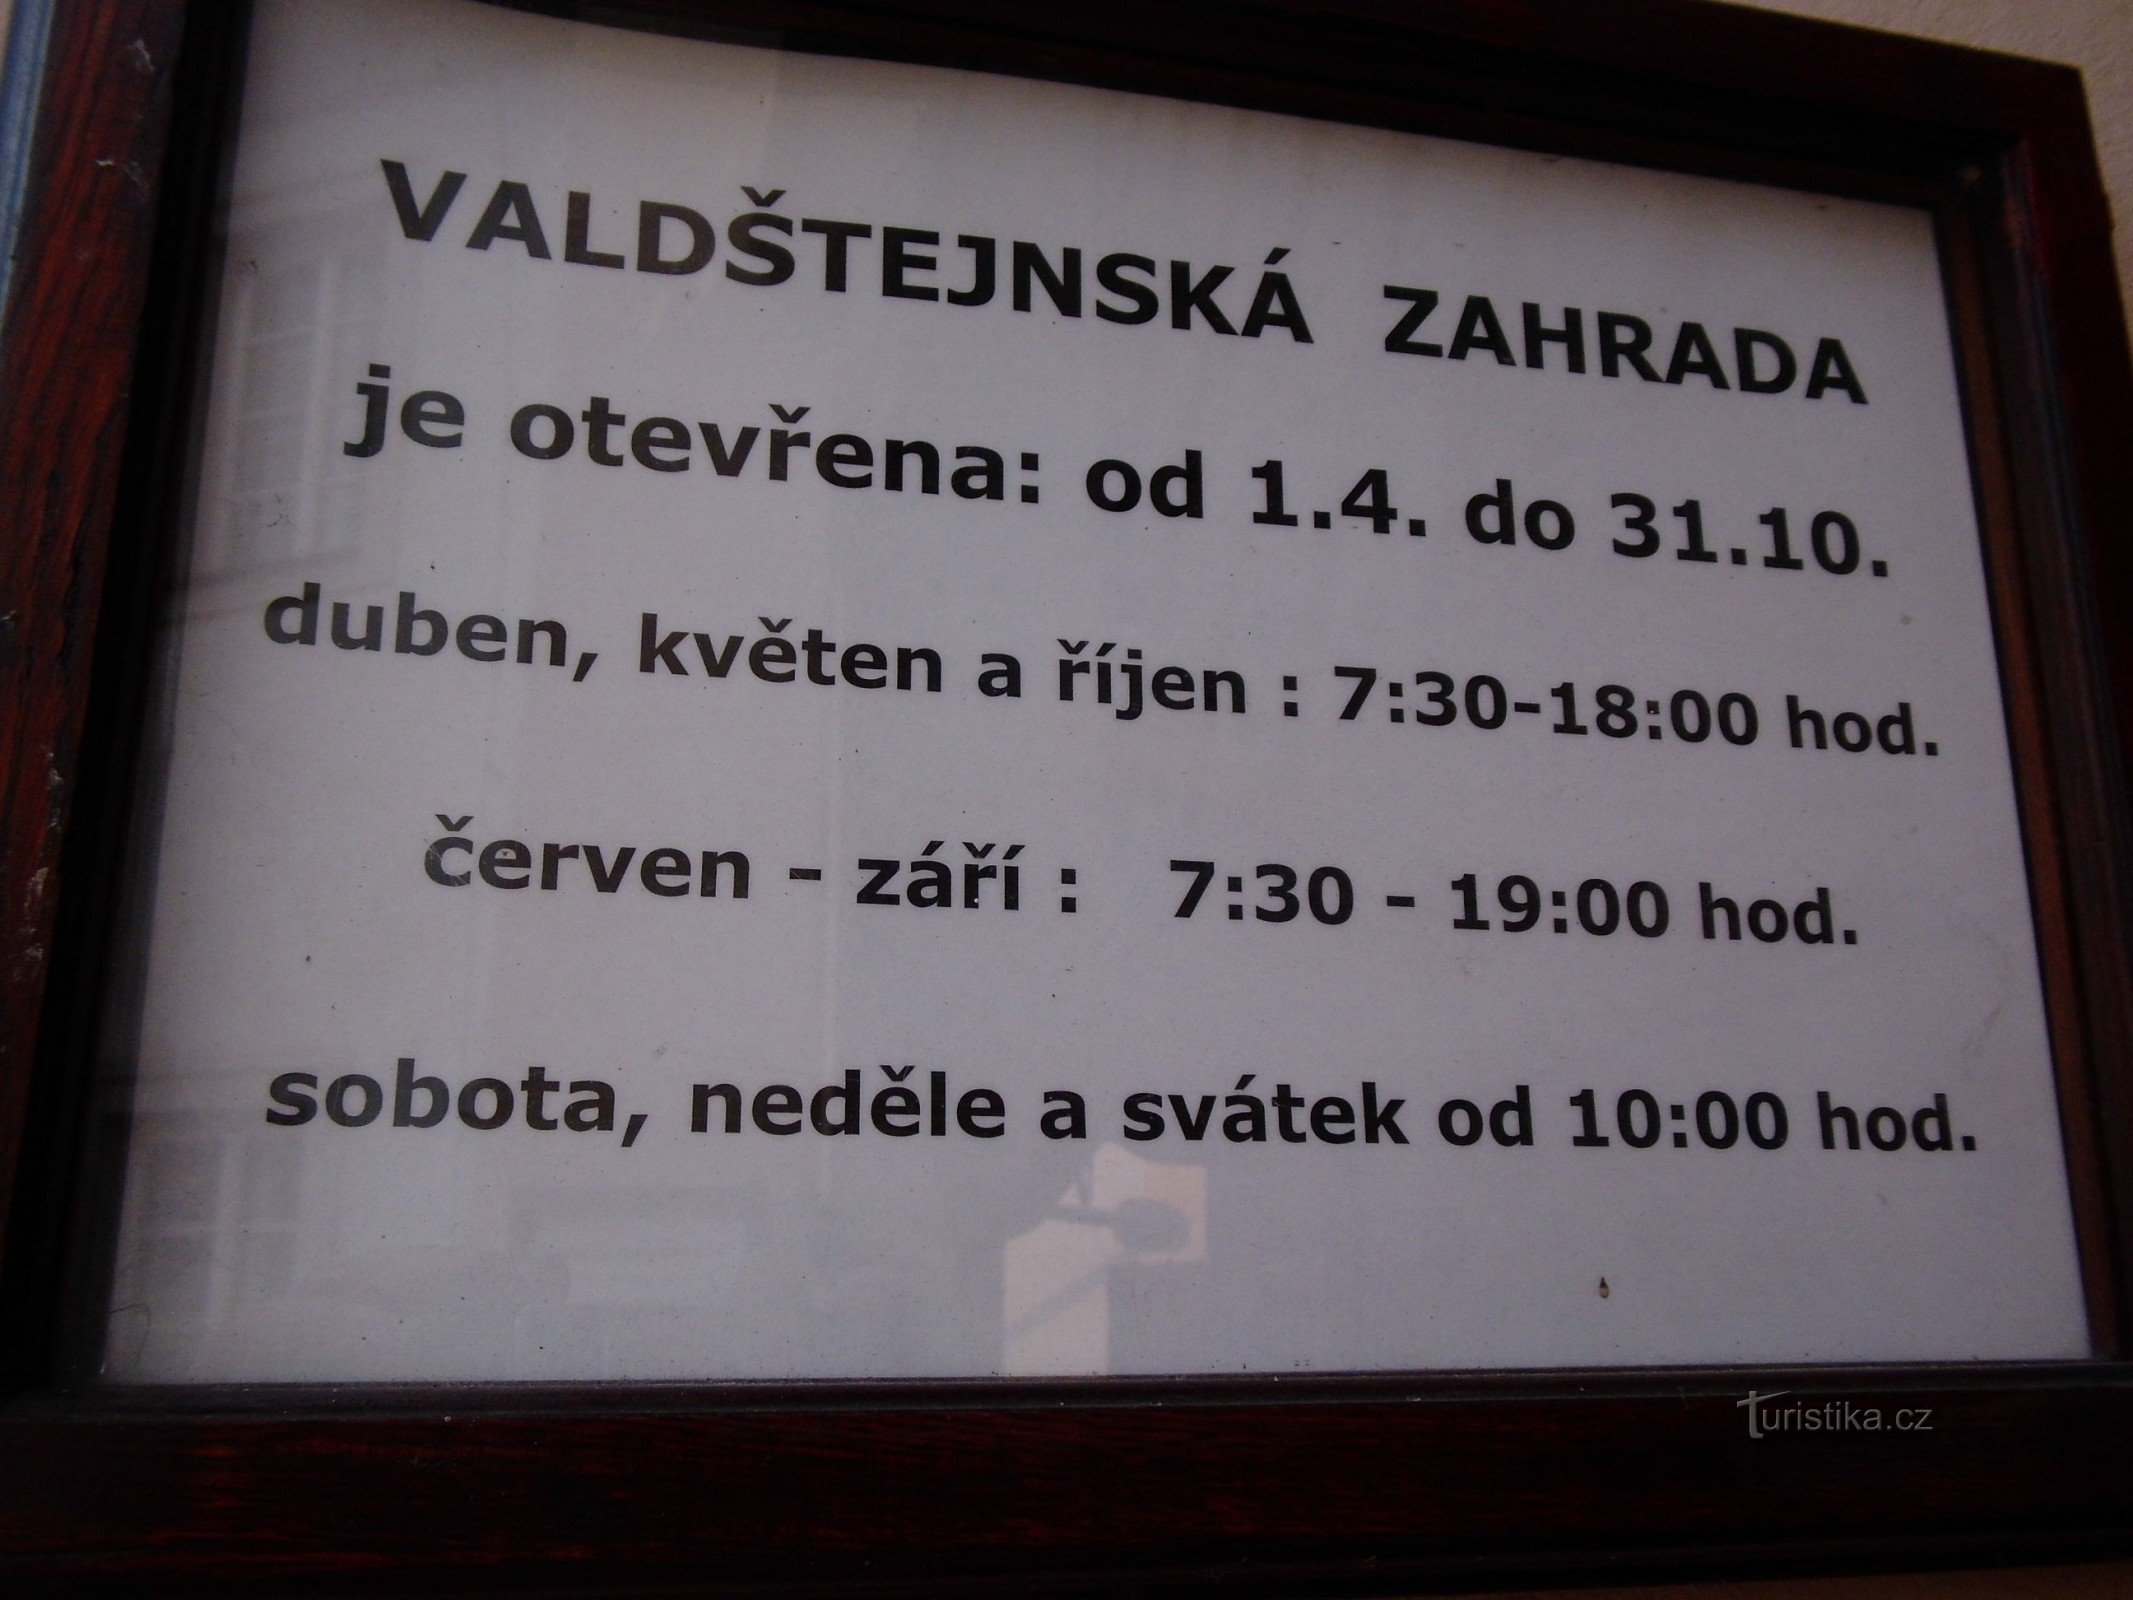 VALDŠTEJNSKÁ ZAHRADA
je otevřena: od 1.4. do 31.10.
duben, květen a říjen : 7:30-18:00 hod.
červen - září : 7:30 - 19:00 hod.
sobota, neděle a svátek od 10:00 hod.
Turistika.cz